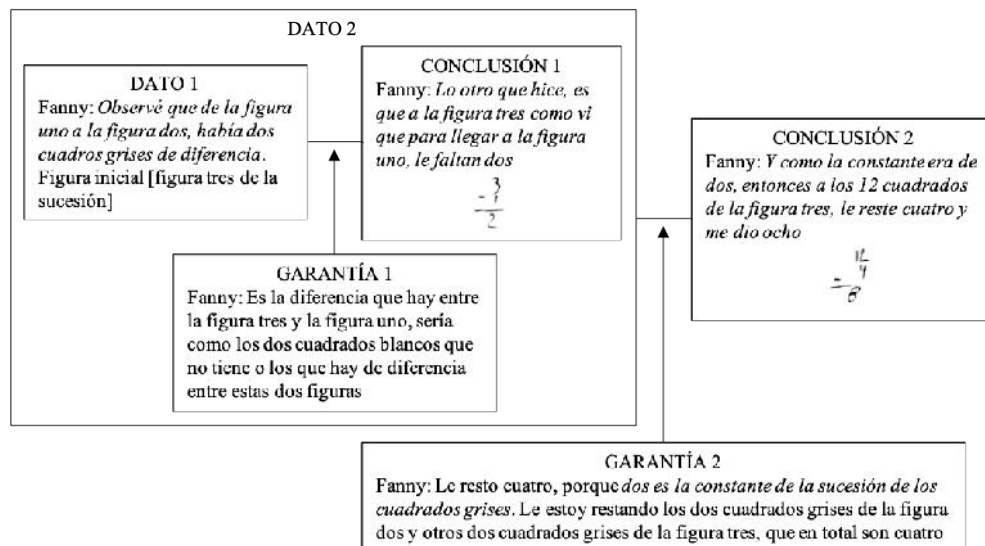 DATO 2
DATO 1
Fanny: Observé que de la figura
uno a la figura dos, había dos
cuadros grises de diferencia.
Figura inicial [figura tres de la
sucesión]
CONCLUSIÓN 1
Fanny: Lo otro que hice, es
que a la figura tres como vi
que para llegar a la figura
uno, le faltan dos
3
- 1
2
GARANTÍA 1
Fanny: Es la diferencia que hay entre
la figura tres y la figura uno, sería
como los dos cuadrados blancos que
no tiene o los que hay de diferencia
entre estas dos figuras
CONCLUSIÓN 2
Fanny: Y como la constante era de
dos, entonces a los 12 cuadrados
de la figura tres, le reste cuatro y
me dio ocho
12
- 4
8
GARANTÍA 2
Fanny: Le resto cuatro, porque dos es la constante de la sucesión de los
cuadrados grises. Le estoy restando los dos cuadrados grises de la figura
dos y otros dos cuadrados grises de la figura tres, que en total son cuatro